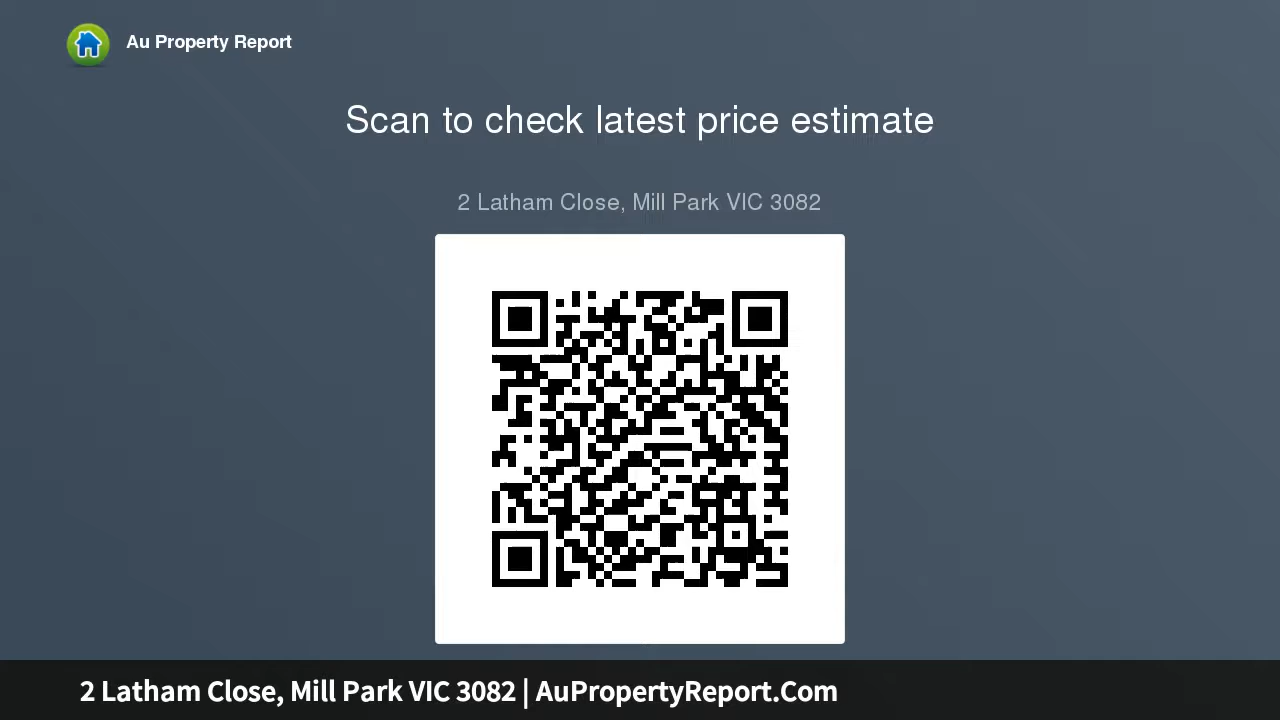 Au Property Report
Scan to check latest price estimate
2 Latham Close, Mill Park VIC 3082
2 Latham Close, Mill Park VIC 3082 | AuPropertyReport.Com